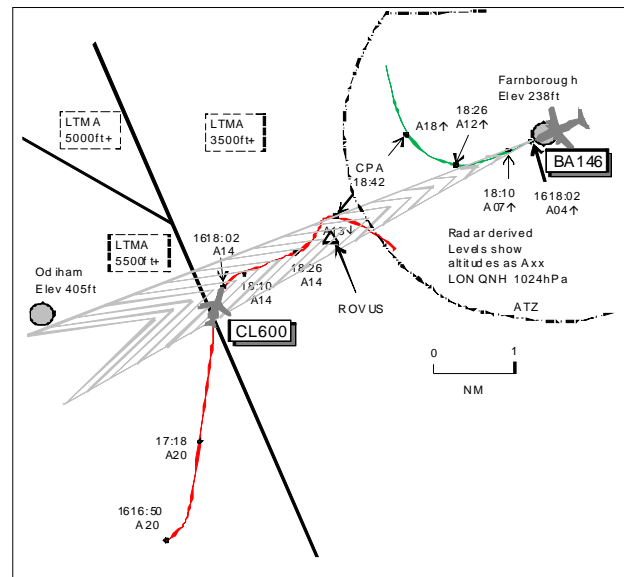 LTMA
5000ft+
LTMA
3500ft+
LTMA
5500ft+
Farnborough
Elev 238ft
18:26
A12↑
A18↑
BA146
CPA
18:42
18:10
A07↑
1618:02
A04↑
Radar derived
Levels show
altitudes as Axx
LON QNH 1024hPa
1618:02
A14
A13↓
18:26
A14
18:10
A14
ROVUS
ATZ
Odiham
Elev 405ft
CL600
0 1
NM
17:18
A20
1616:50
A20